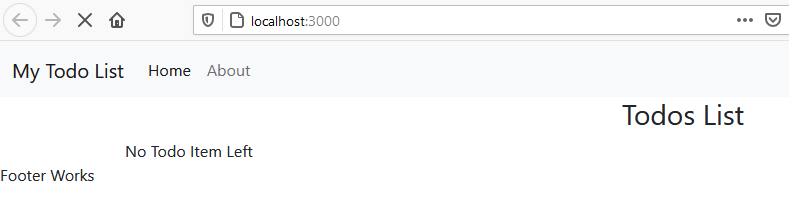 localhost:3000
My Todo List Home About
Todos List
No Todo Item Left
Footer Works